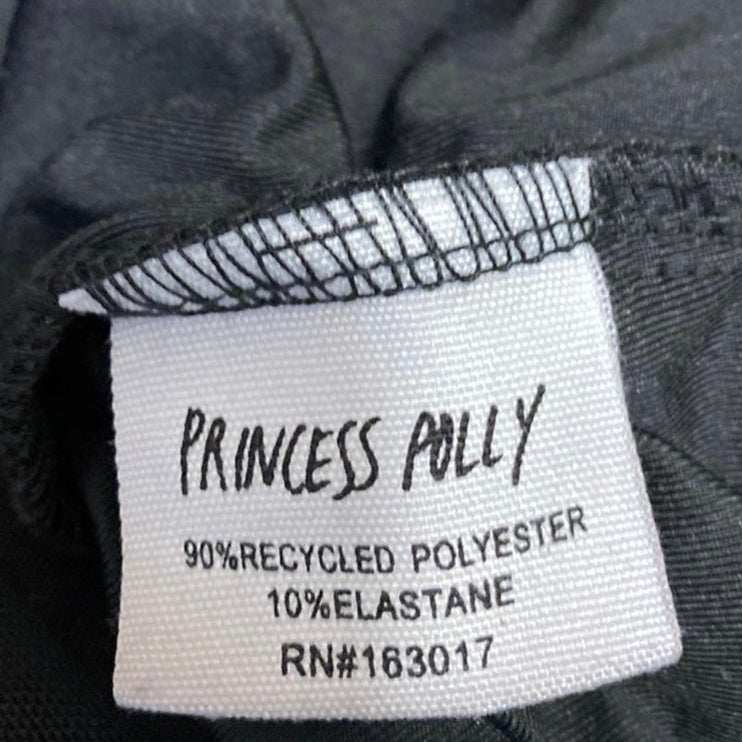 PRINCESS POLLY
90%RECYCLED POLYESTER
10%ELASTANE
RN#163017